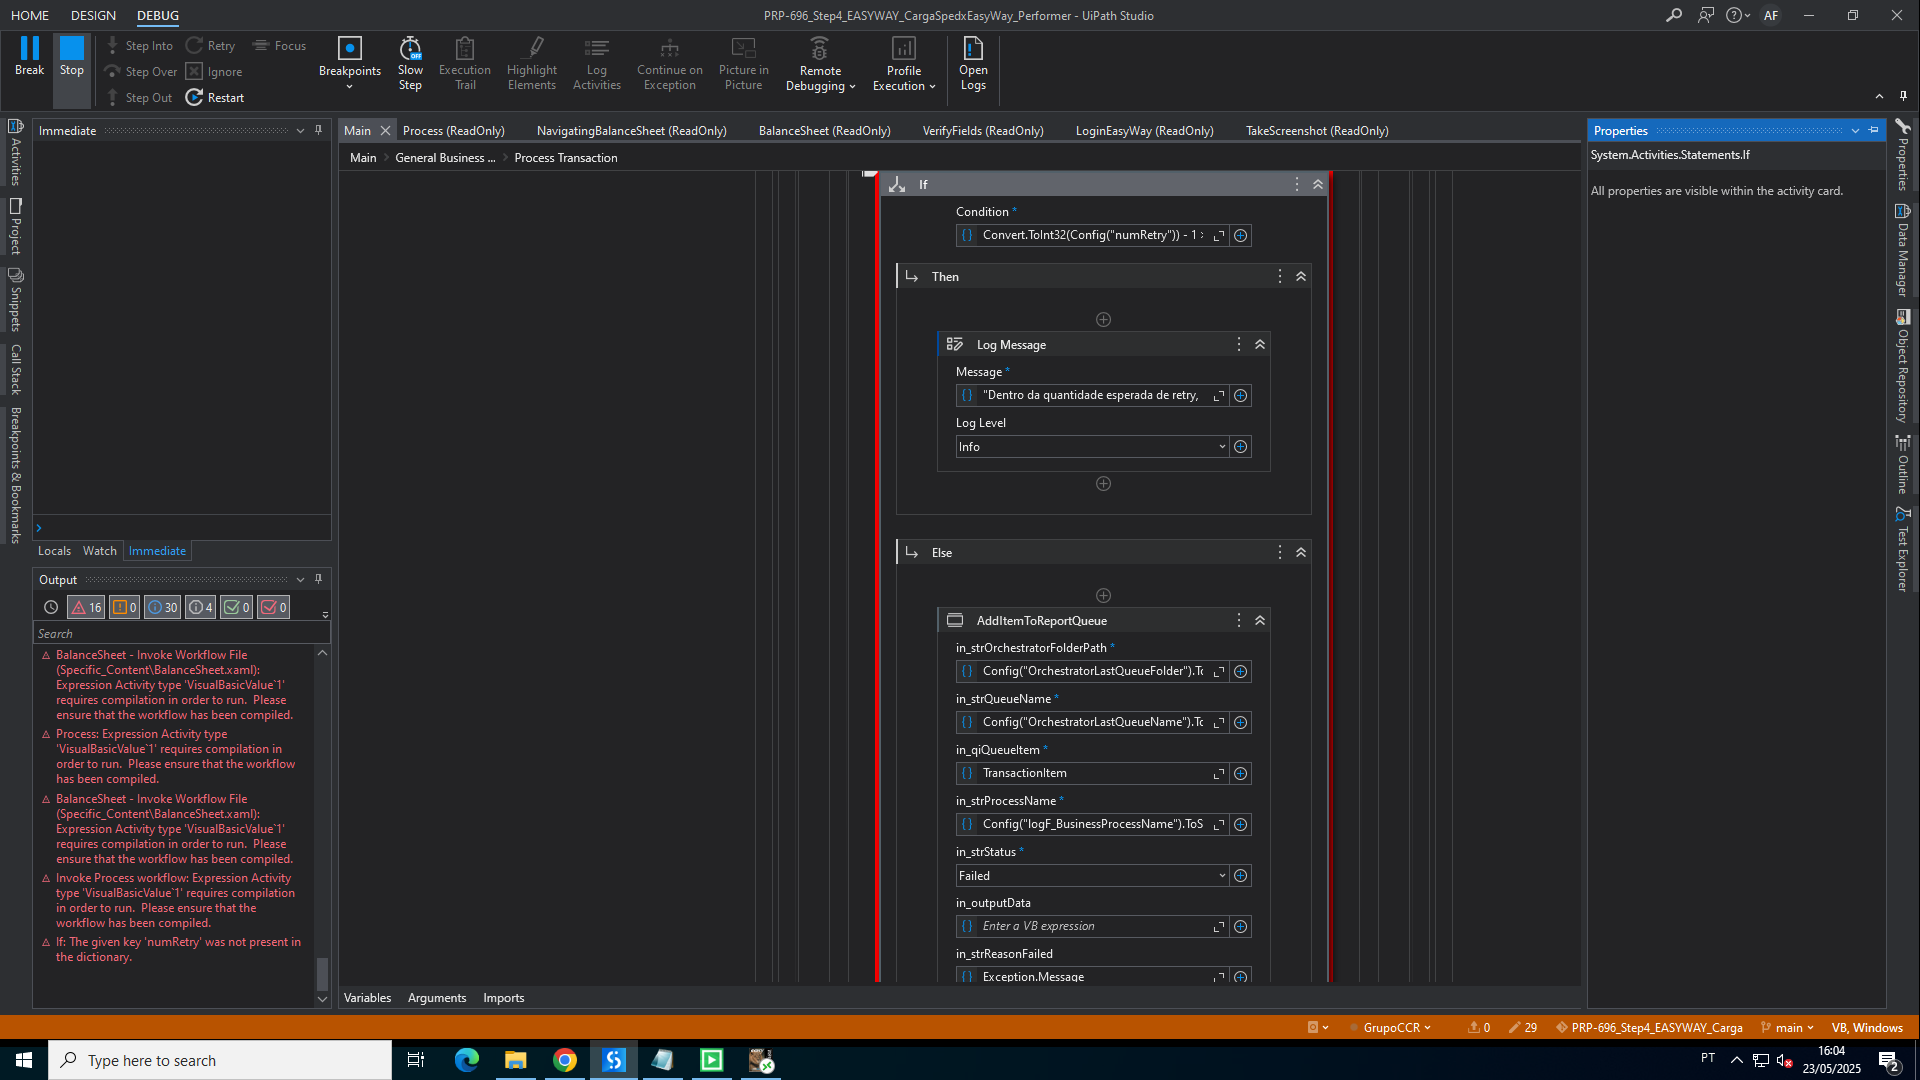 HOME DESIGN DEBUG
PRP-696_Step4_EASYWAY_CargaSpedxEasyWay_Performer - UiPath Studio
AF
Break
Stop
Step Into
Step Over
Step Out
Retry
Ignore
Restart
Focus
Breakpoints
Slow Step
OFF
Execution Trail
Highlight Elements
Log Activities
Continue on Exception
Picture in Picture
Remote Debugging
Profile Execution
Open Logs
Activities
Project
Snippets
Call Stack
Breakpoints & Bookmarks
Immediate
Locals Watch Immediate
Output
16 0 30 4 0 0
Search
BalanceSheet - Invoke Workflow File
(Specific_Content\BalanceSheet.xaml):
Expression Activity type 'VisualBasicValue`1'
requires compilation in order to run.  Please
ensure that the workflow has been compiled.
Process: Expression Activity type
'VisualBasicValue`1' requires compilation in
order to run.  Please ensure that the workflow
has been compiled.
BalanceSheet - Invoke Workflow File
(Specific_Content\BalanceSheet.xaml):
Expression Activity type 'VisualBasicValue`1'
requires compilation in order to run.  Please
ensure that the workflow has been compiled.
Invoke Process workflow: Expression Activity
type 'VisualBasicValue`1' requires compilation
in order to run.  Please ensure that the
workflow has been compiled.
If: The given key 'numRetry' was not present in
the dictionary.
Main Process (ReadOnly) NavigatingBalanceSheet (ReadOnly) BalanceSheet (ReadOnly) VerifyFields (ReadOnly) LoginEasyWay (ReadOnly) TakeScreenshot (ReadOnly)
Main General Business ... Process Transaction
If
Condition *
Convert.ToInt32(Config("numRetry")) - 1 >
Then
Log Message
Message *
"Dentro da quantidade esperada de retry,
Log Level
Info
Else
AddItemToReportQueue
in_strOrchestratorFolderPath *
Config("OrchestratorLastQueueFolder").To
in_strQueueName *
Config("OrchestratorLastQueueName").To
in_qiQueueItem *
TransactionItem
in_strProcessName *
Config("logF_BusinessProcessName").ToS
in_strStatus *
Failed
in_outputData
Enter a VB expression
in_strReasonFailed
Exception.Message
Variables Arguments Imports
Properties
System.Activities.Statements.If
All properties are visible within the activity card.
Properties
Data Manager
Object Repository
Outline
Test Explorer
GrupoCCR 0 29 PRP-696_Step4_EASYWAY_Carga main VB, Windows
Type here to search
PT
16:04
23/05/2025
2